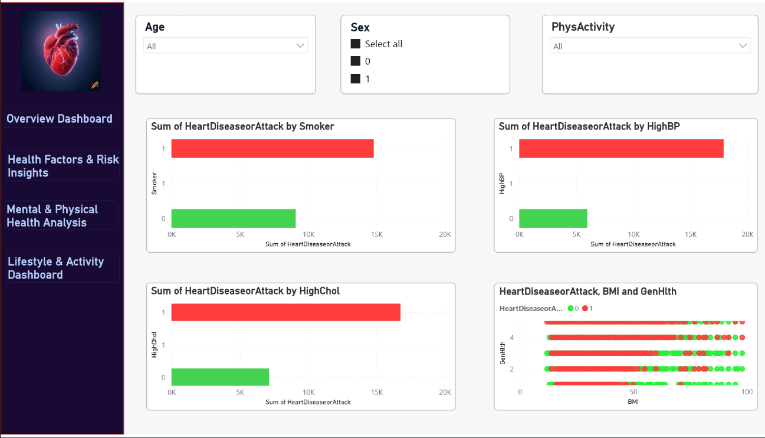 Overview Dashboard
Health Factors & Risk
Insights
Mental & Physical
Health Analysis
Lifestyle & Activity
Dashboard
Age
All
Sex
Select all
0
1
PhysActivity
All
Sum of HeartDiseaseorAttack by Smoker
1
1
0
Smoker
0K 5K 10K 15K 20K
Sum of HeartDiseaseorAttack
Sum of HeartDiseaseorAttack by HighBP
1
1
0
HighBP
0K 5K 10K 15K 20K
Sum of HeartDiseaseorAttack
Sum of HeartDiseaseorAttack by HighChol
1
1
0
HighChol
0K 5K 10K 15K 20K
Sum of HeartDiseaseorAttack
HeartDiseaseAttack, BMI and GenHlth
HeartDiseaseorA... 0 1
4
2
GenHlth
0 50 100
BMI